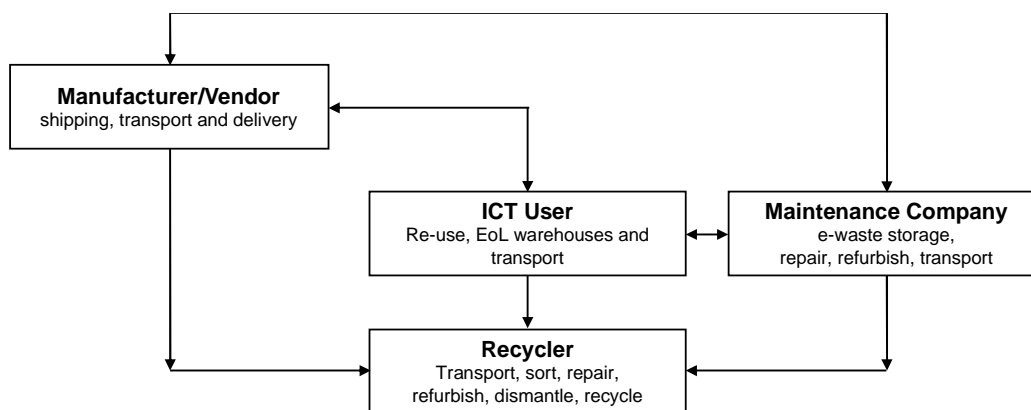 Manufacturer/Vendor
shipping, transport and delivery
ICT User
Re-use, EoL warehouses and
transport
Maintenance Company
e-waste storage,
repair, refurbish, transport
Recycler
Transport, sort, repair,
refurbish, dismantle, recycle